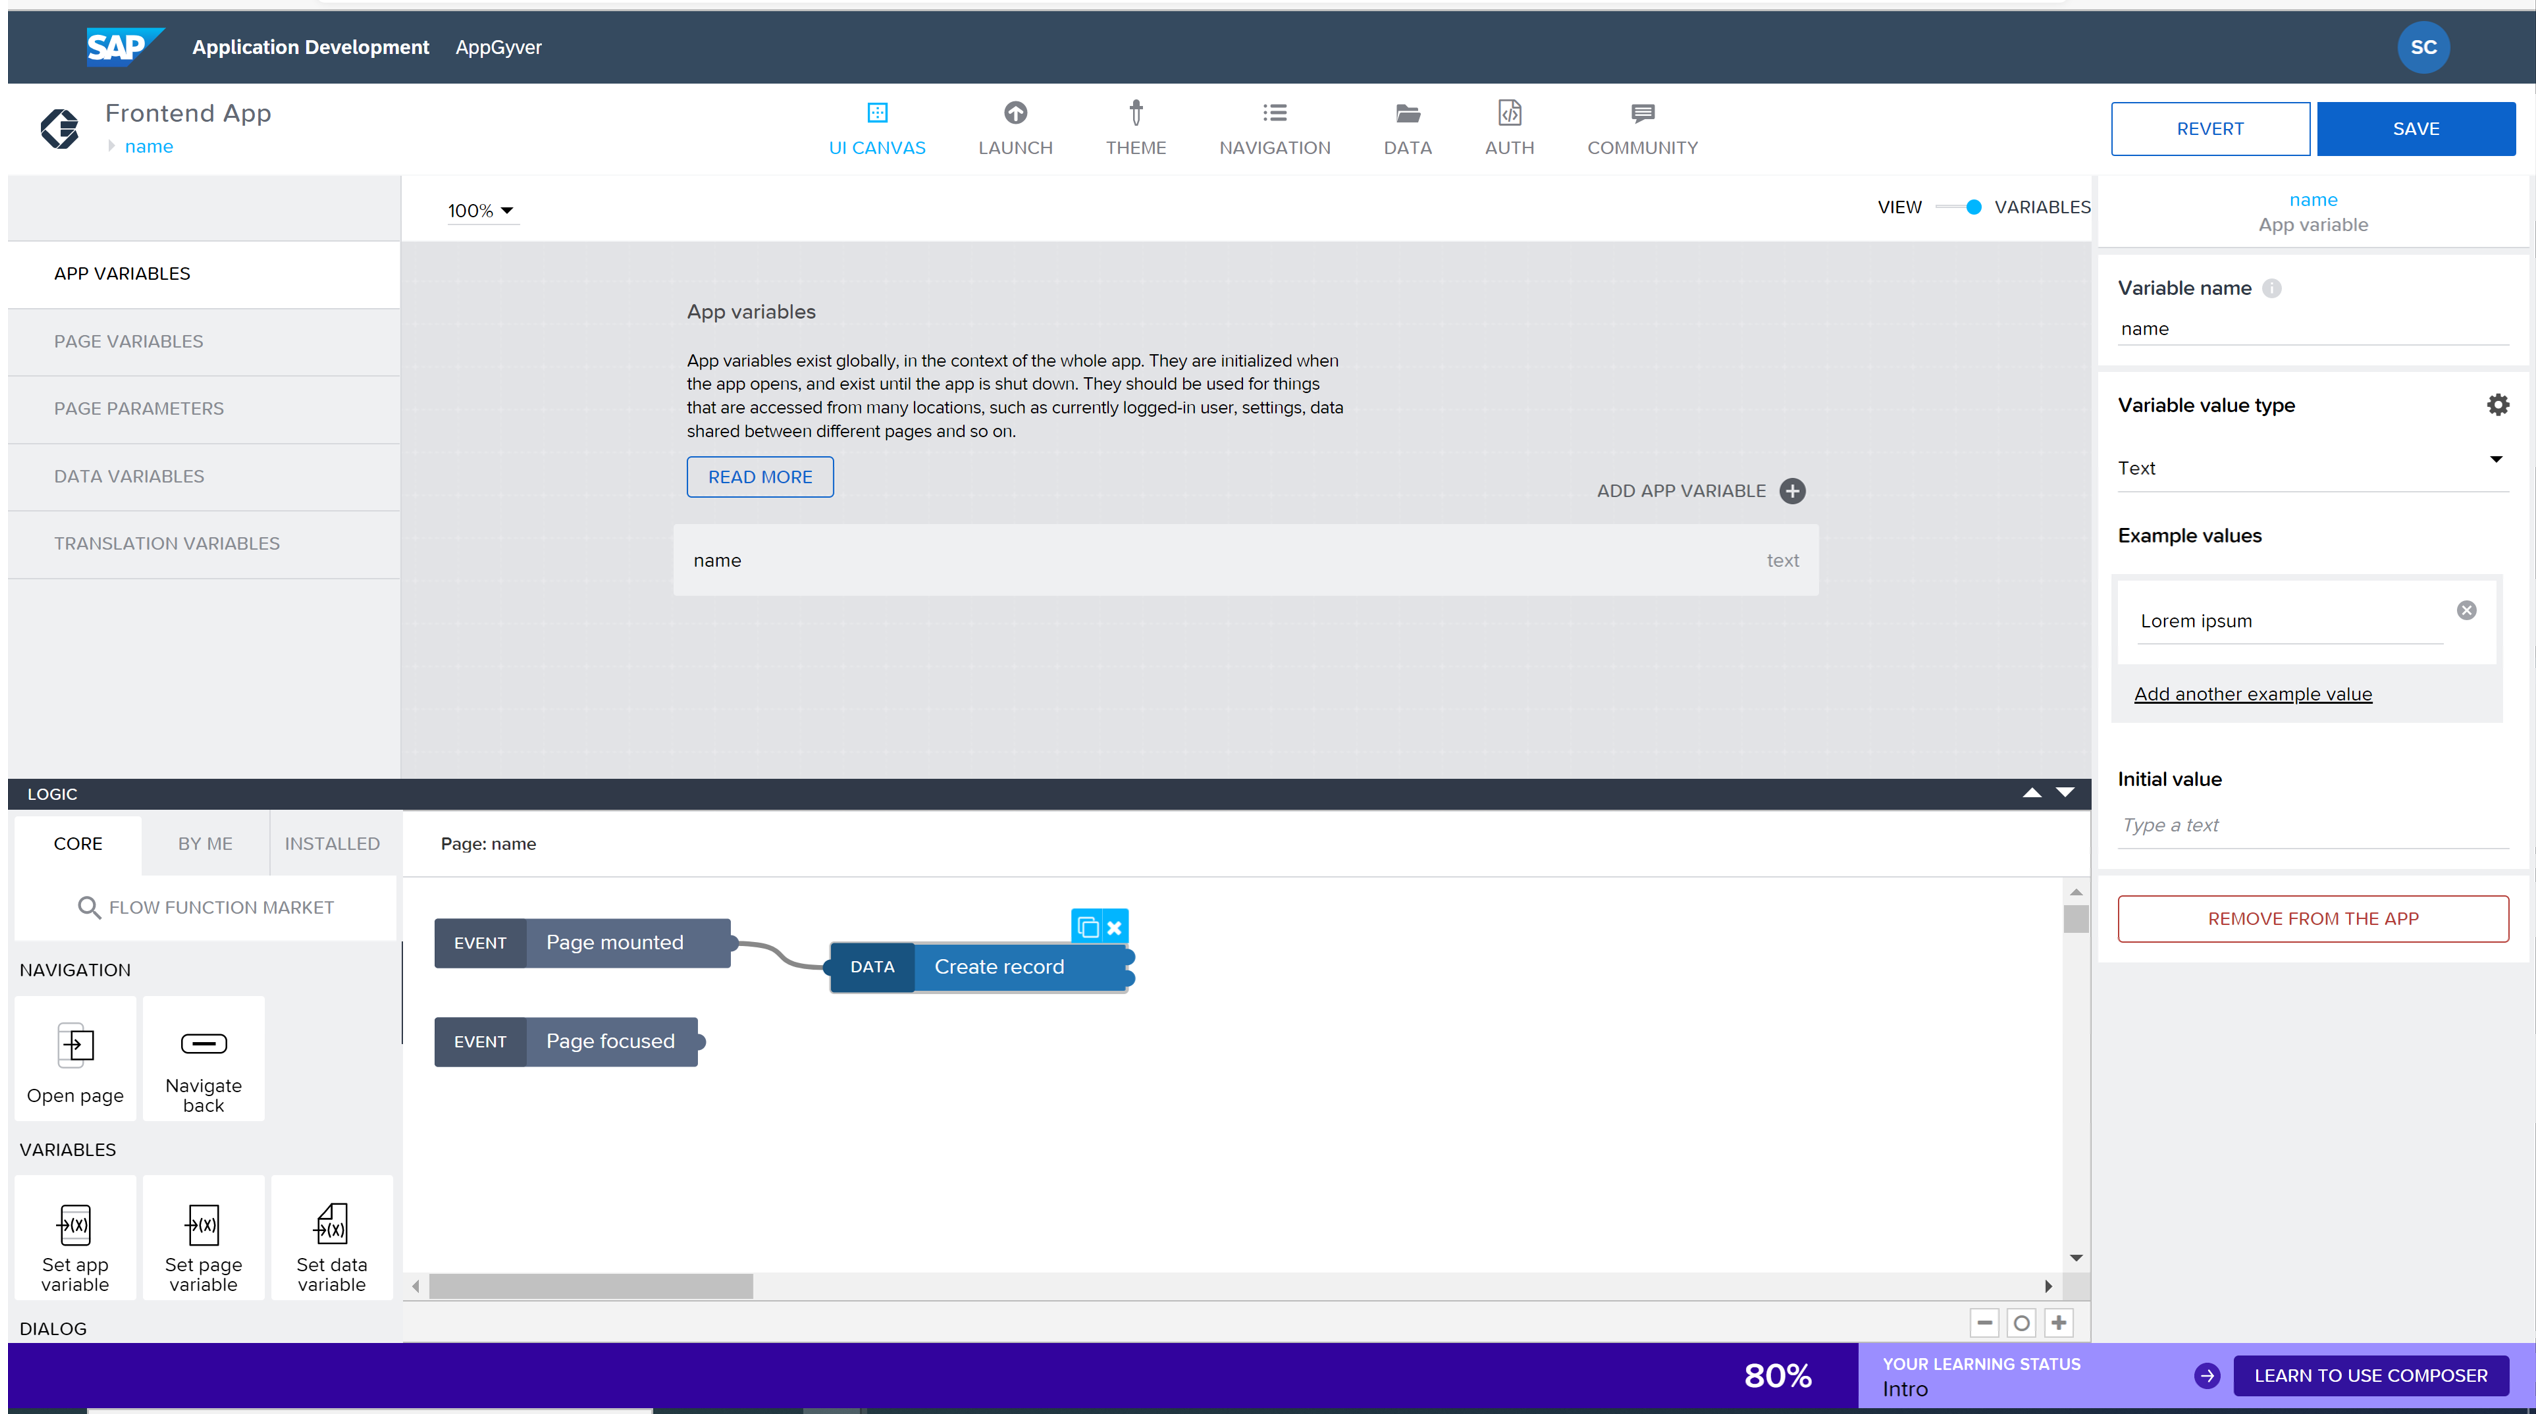 SAP Application Development AppGyver
SC
Frontend App
name
UI CANVAS
LAUNCH
THEME
NAVIGATION
DATA
AUTH
COMMUNITY
REVERT
SAVE
100%
VIEW
VARIABLES
APP VARIABLES
PAGE VARIABLES
PAGE PARAMETERS
DATA VARIABLES
TRANSLATION VARIABLES
App variables
App variables exist globally, in the context of the whole app. They are initialized when
the app opens, and exist until the app is shut down. They should be used for things
that are accessed from many locations, such as currently logged-in user, settings, data
shared between different pages and so on.
READ MORE
ADD APP VARIABLE
name
text
name
App variable
Variable name
name
Variable value type
Text
Example values
Lorem ipsum
Add another example value
Initial value
Type a text
REMOVE FROM THE APP
LOGIC
CORE
BY ME
INSTALLED
FLOW FUNCTION MARKET
NAVIGATION
Open page
Navigate
back
VARIABLES
Set app
variable
Set page
variable
Set data
variable
DIALOG
Page: name
EVENT Page mounted
DATA Create record
EVENT Page focused
80%
YOUR LEARNING STATUS
Intro
LEARN TO USE COMPOSER